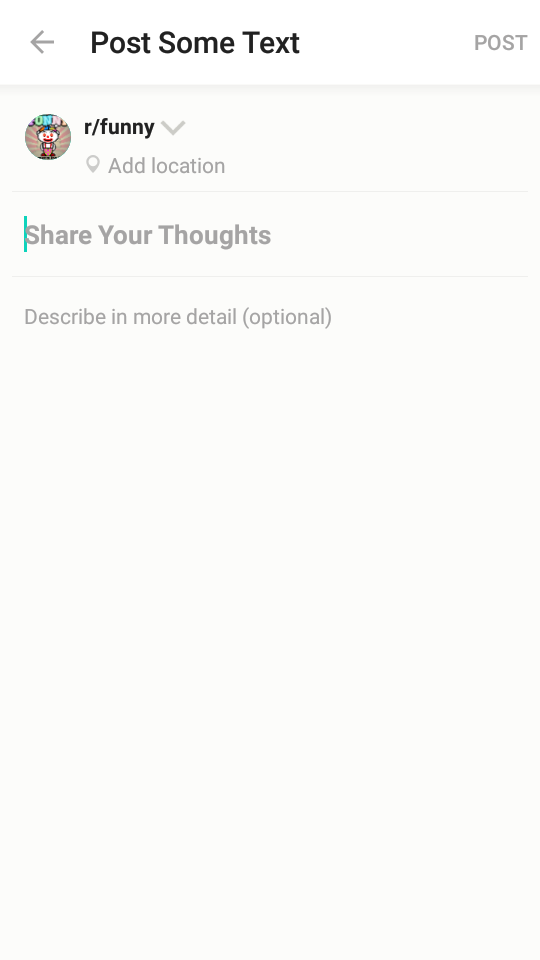 Post Some Text
POST
r/funny
Add location
Share Your Thoughts
Describe in more detail (optional)